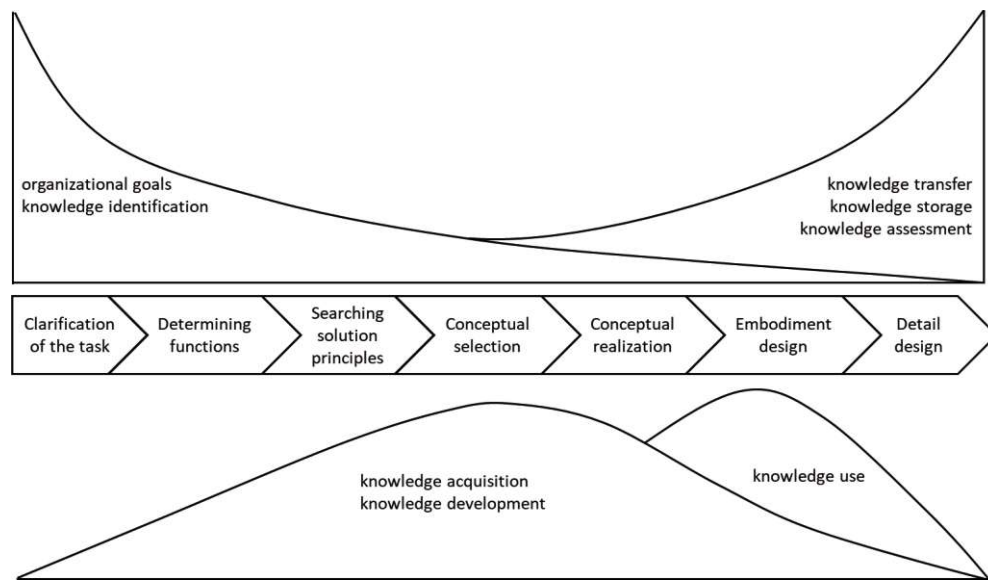 organizational goals
knowledge identification
knowledge transfer
knowledge storage
knowledge assessment
Clarification
of the task
Determining
functions
Searching
solution
principles
Conceptual
selection
Conceptual
realization
Embodiment
design
Detail
design
knowledge acquisition
knowledge development
knowledge use